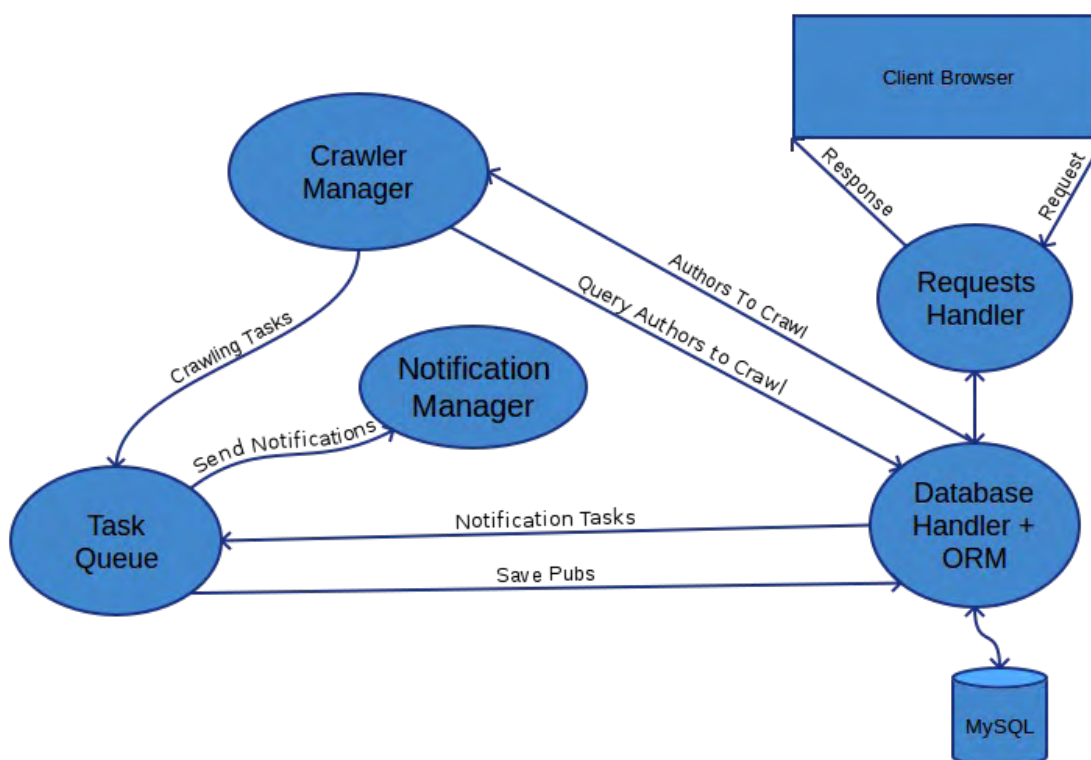 Client Browser
Crawler
Manager
Response
Request
Requests
Handler
Authors To Crawl
Query Authors to Crawl
Crawling Tasks
Notification
Manager
Send Notifications
Task
Queue
Notification Tasks
Save Pubs
Database
Handler +
ORM
MySQL